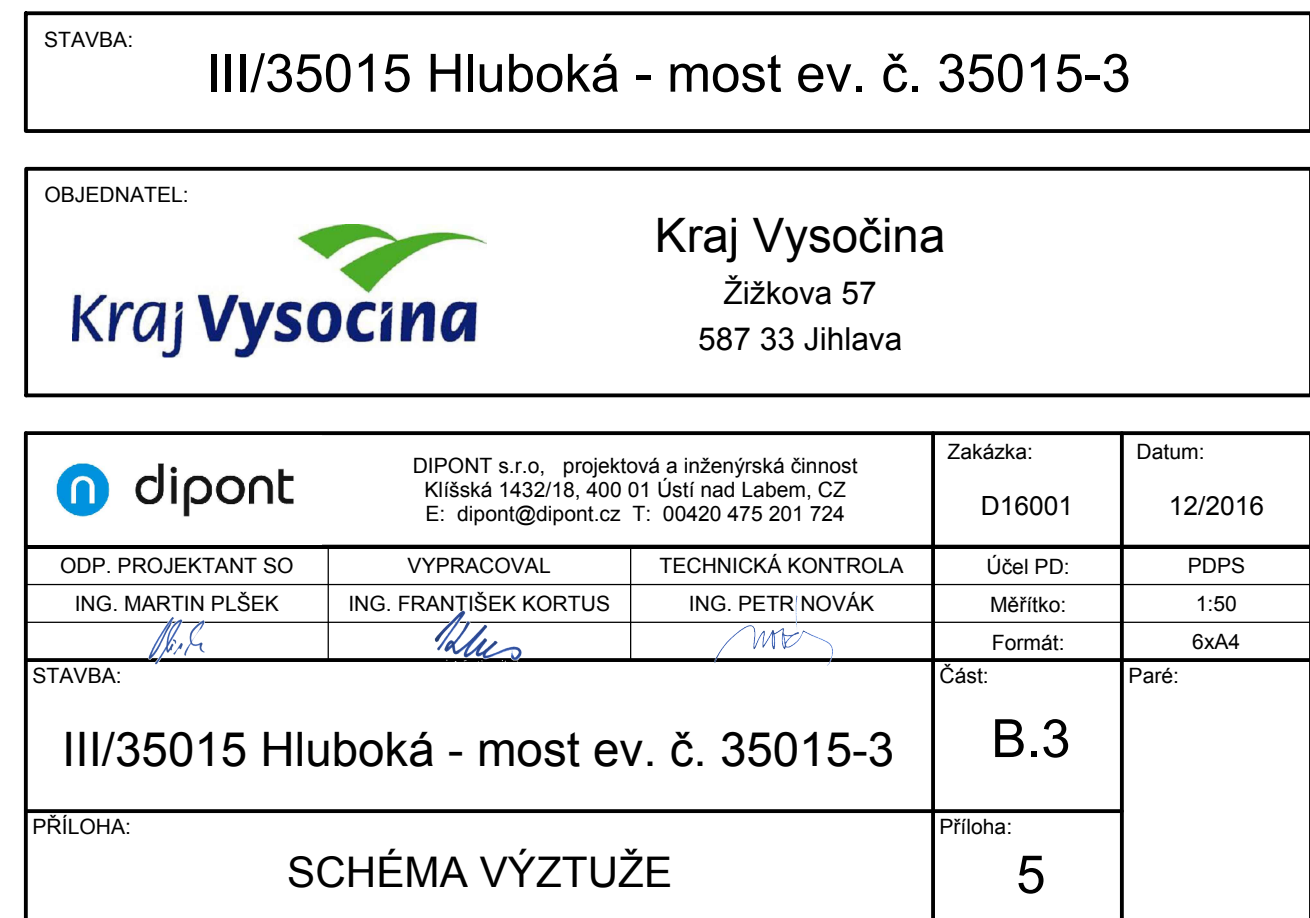 STAVBA:
III/35015 Hluboká - most ev. č. 35015-3
OBJEDNATEL:
Kraj Vysočina
Kraj Vysočina
Žižkova 57
587 33 Jihlava
dipont
DIPONT s.r.o, projektová a inženýrská činnost
Klíšská 1432/18, 400 01 Ústí nad Labem, CZ
E: dipont@dipont.cz T: 00420 475 201 724
Zakázka:
D16001
Datum:
12/2016
ODP. PROJEKTANT SO
VYPRACOVAL
TECHNICKÁ KONTROLA
Účel PD:
PDPS
ING. MARTIN PLŠEK
ING. FRANTIŠEK KORTUS
ING. PETR NOVÁK
Měřítko:
1:50
Formát:
6xA4
STAVBA:
III/35015 Hluboká - most ev. č. 35015-3
Část:
B.3
Paré:
PŘÍLOHA:
SCHÉMA VÝZTUŽE
Příloha:
5